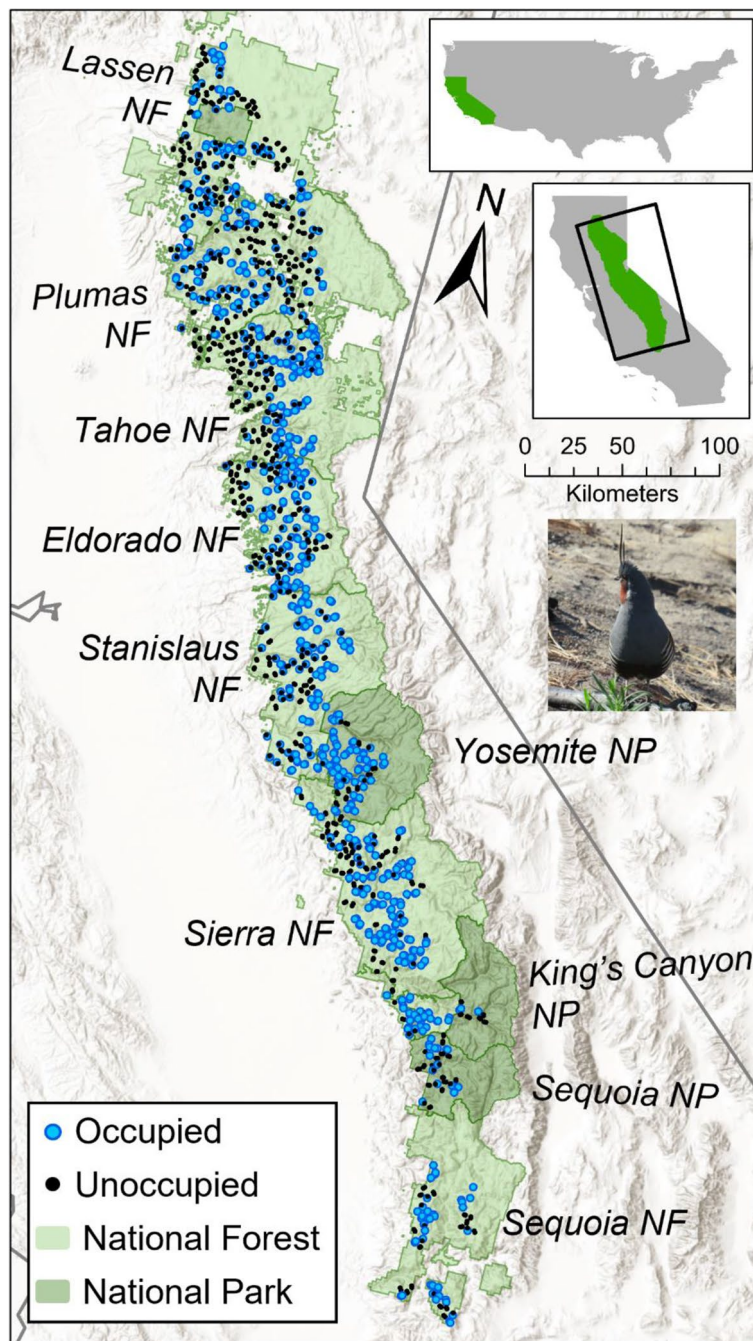 Lassen
NF
N
Plumas
NF
Tahoe NF
0 25 50 100
Kilometers
Eldorado NF
Stanislaus
NF
Yosemite NP
Sierra NF
King's Canyon
NP
Sequoia NP
Sequoia NF
Occupied
Unoccupied
National Forest
National Park